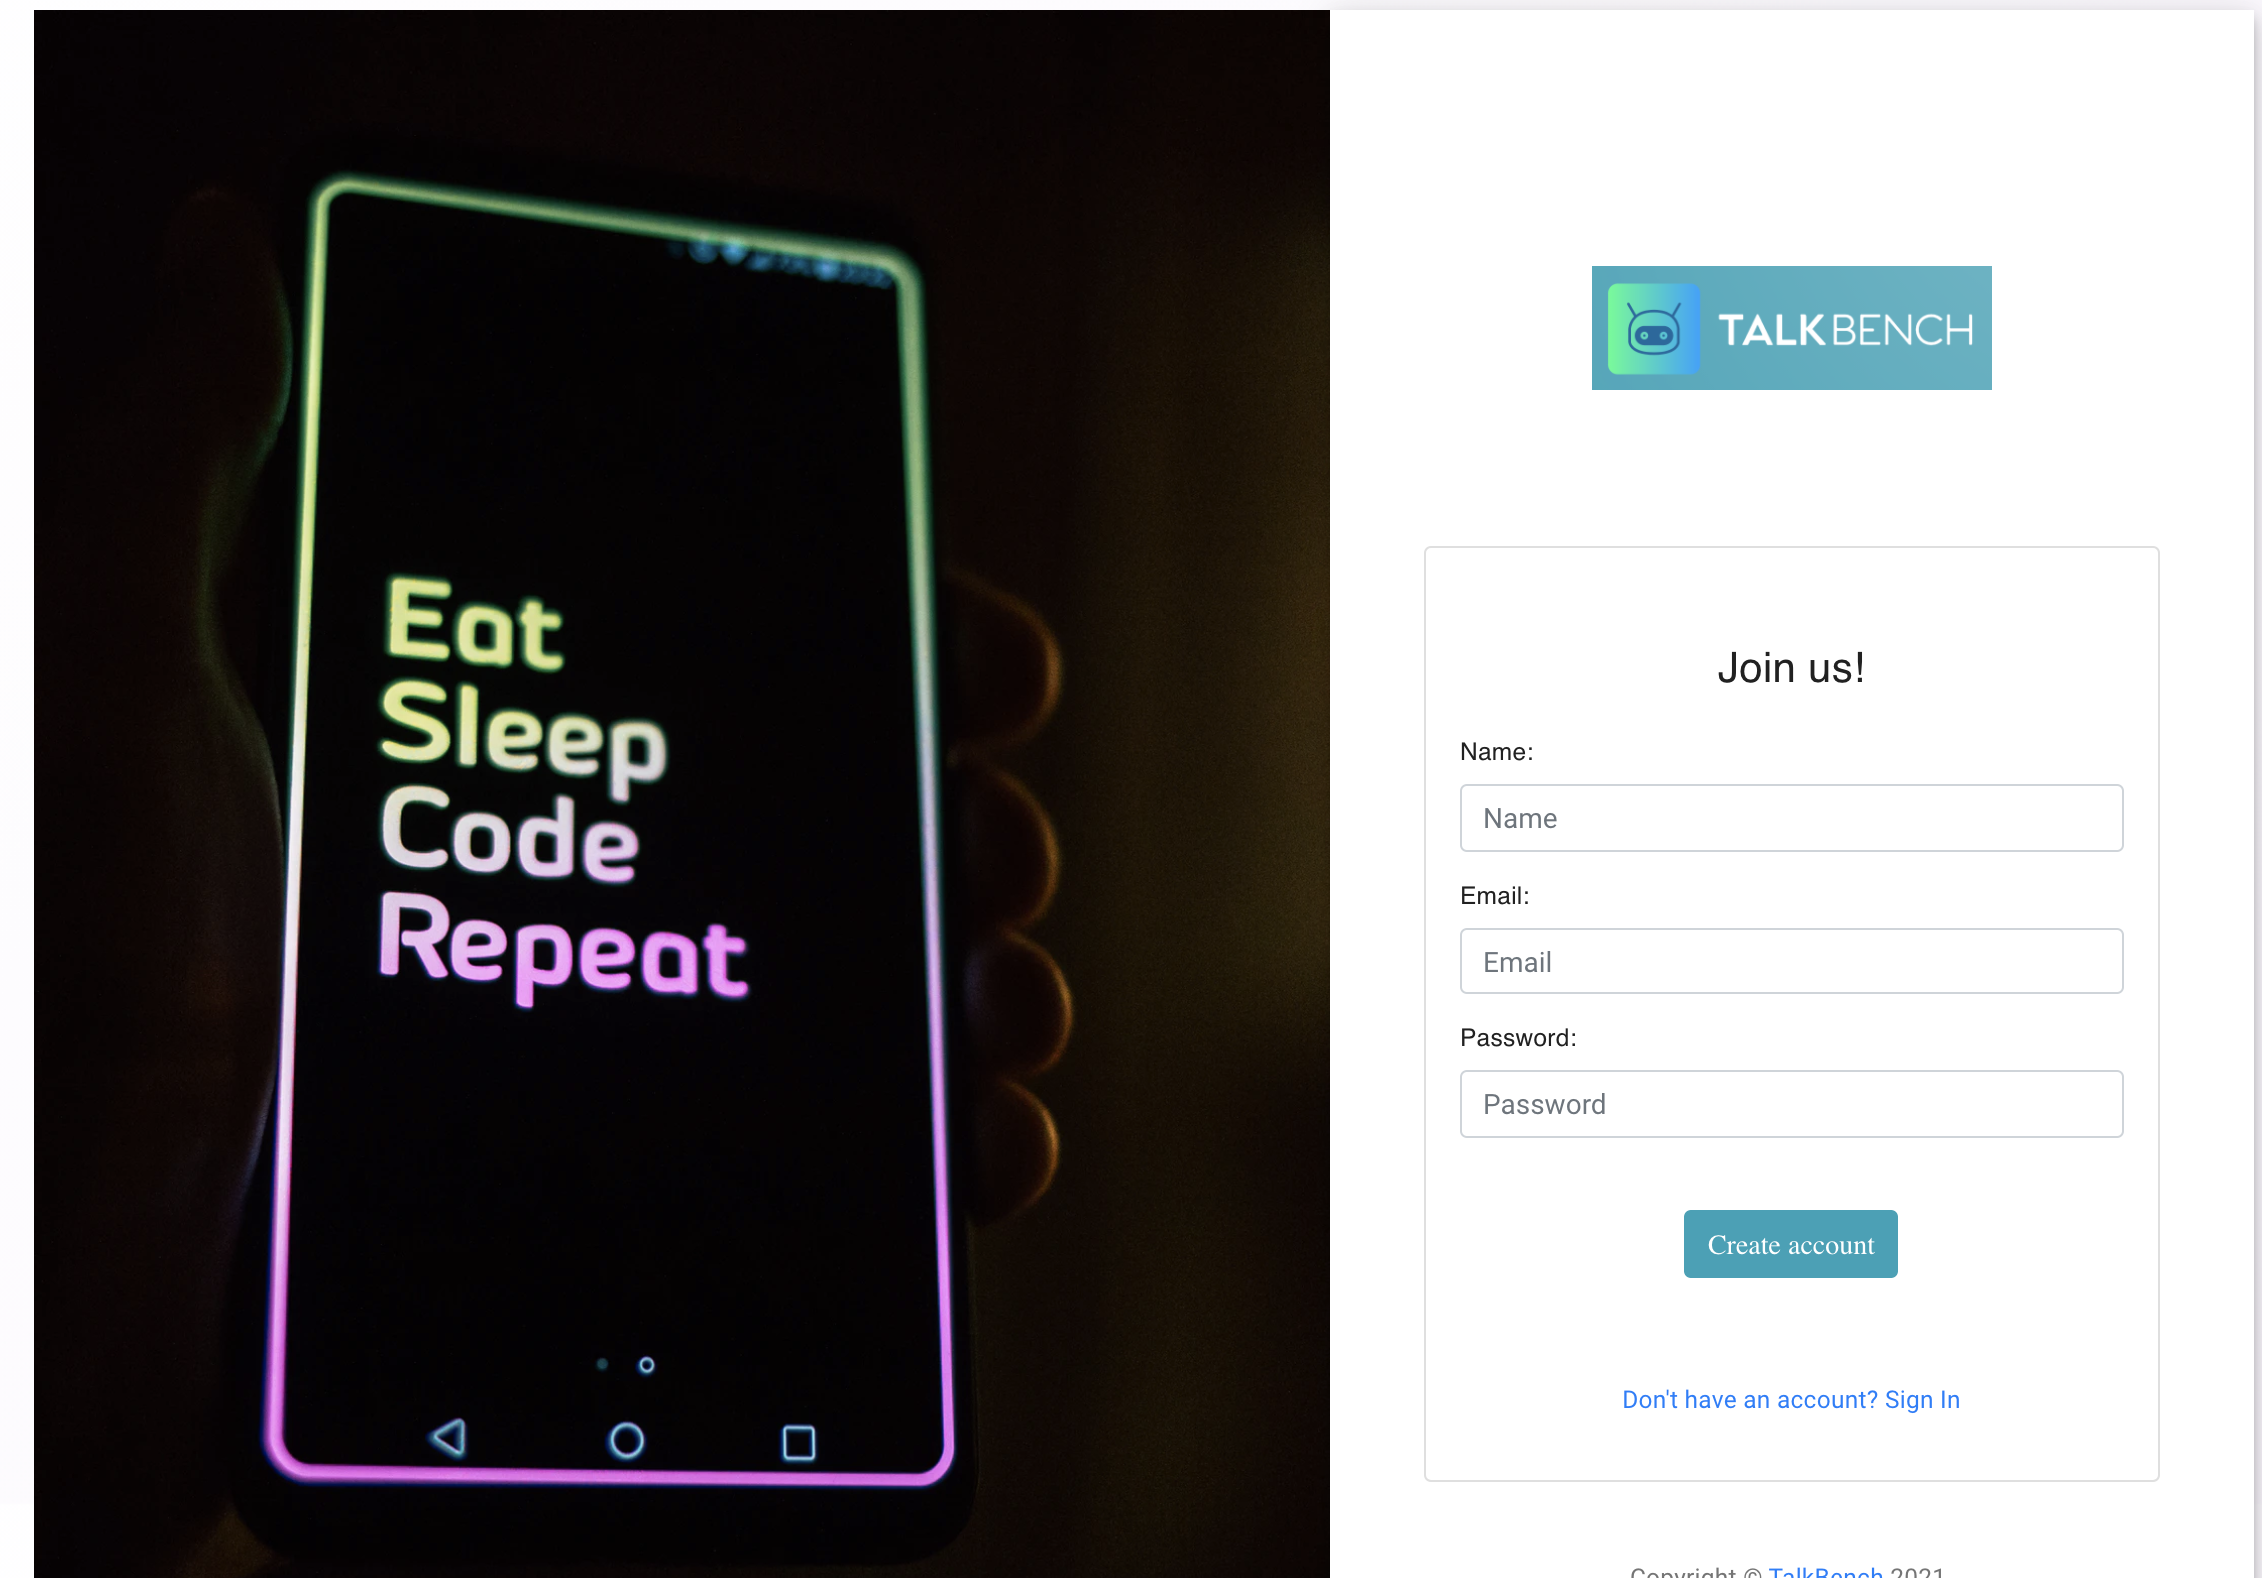 Eat
Sleep
Code
Repeat
TALKBENCH
Join us!
Name:
Name
Email:
Email
Password:
Password
Create account
Don't have an account? Sign In
Copyright © TalkBench 2021